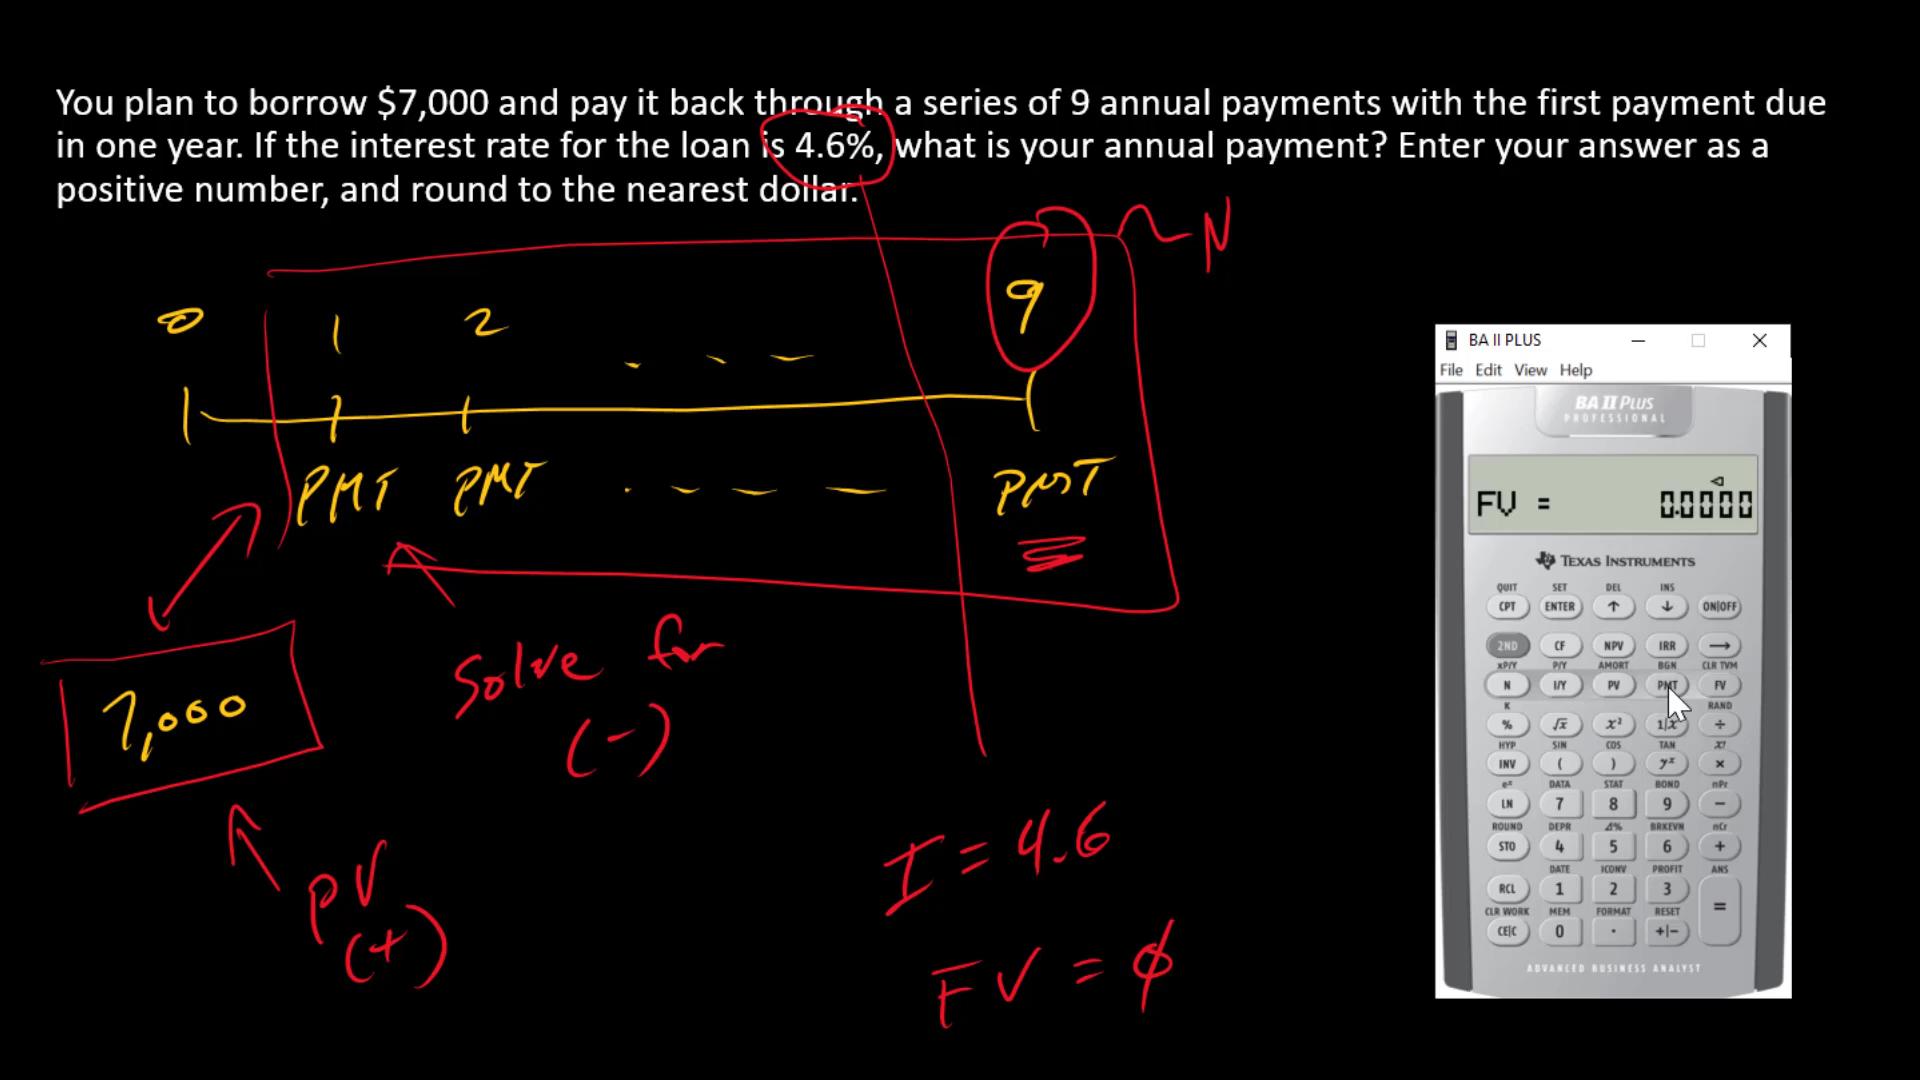 You plan to borrow $7,000 and pay it back through a series of 9 annual payments with the first payment due
in one year. If the interest rate for the loan is 4.6%, what is your annual payment? Enter your answer as a
positive number, and round to the nearest dollar.
N
0 1 2 9
PMT PMT PMT
Solve for
(-)
7,000
PV
(+)
I = 4.6
FV = 0
BA II PLUS
File Edit View Help
BA II PLUS
PROFESSIONAL
FV = 0.0000
TEXAS INSTRUMENTS
QUIT SET DEL INS
CPT ENTER ↑ ↓ ON|OFF
2ND CF NPV IRR →
xP/Y P/Y AMORT BGN CLR TVM
N I/Y PV PMT FV
K RAND
% √x x² 1/x ÷
HYP SIN COS TAN x!
INV ( ) yˣ ×
eˣ DATA STAT BOND nPr
LN 7 8 9 −
ROUND DEPR Δ% BRKEVN nCr
STO 4 5 6 +
DATE ICONV PROFIT ANS
RCL 1 2 3 =
CLR WORK MEM FORMAT RESET
CE|C 0 . +|−
ADVANCED BUSINESS ANALYST